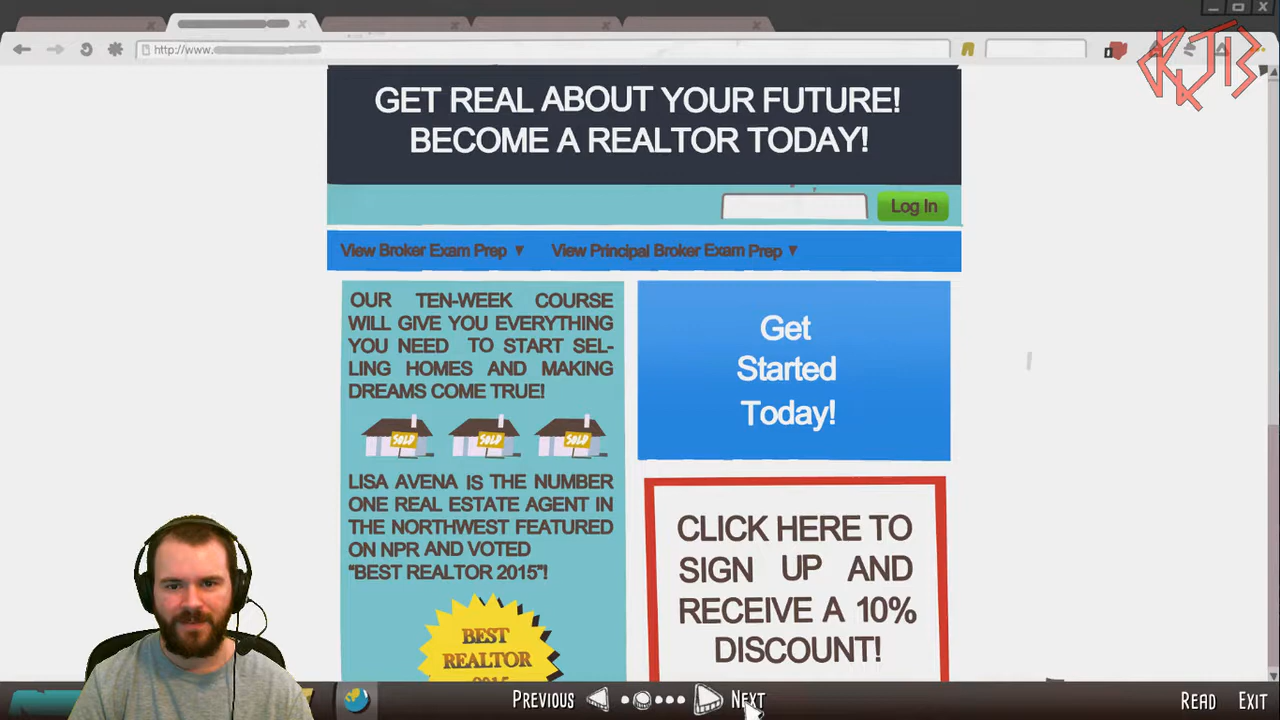 http://www.
GET REAL ABOUT YOUR FUTURE!
BECOME A REALTOR TODAY!
Log In
View Broker Exam Prep ▼ View Principal Broker Exam Prep ▼
OUR TEN-WEEK COURSE
WILL GIVE YOU EVERYTHING
YOU NEED TO START SEL-
LING HOMES AND MAKING
DREAMS COME TRUE!
SOLD SOLD SOLD
LISA AVENA IS THE NUMBER
ONE REAL ESTATE AGENT IN
THE NORTHWEST FEATURED
ON NPR AND VOTED
"BEST REALTOR 2015"!
BEST
REALTOR
2015
Get
Started
Today!
CLICK HERE TO
SIGN UP AND
RECEIVE A 10%
DISCOUNT!
PREVIOUS NEXT
READ EXIT